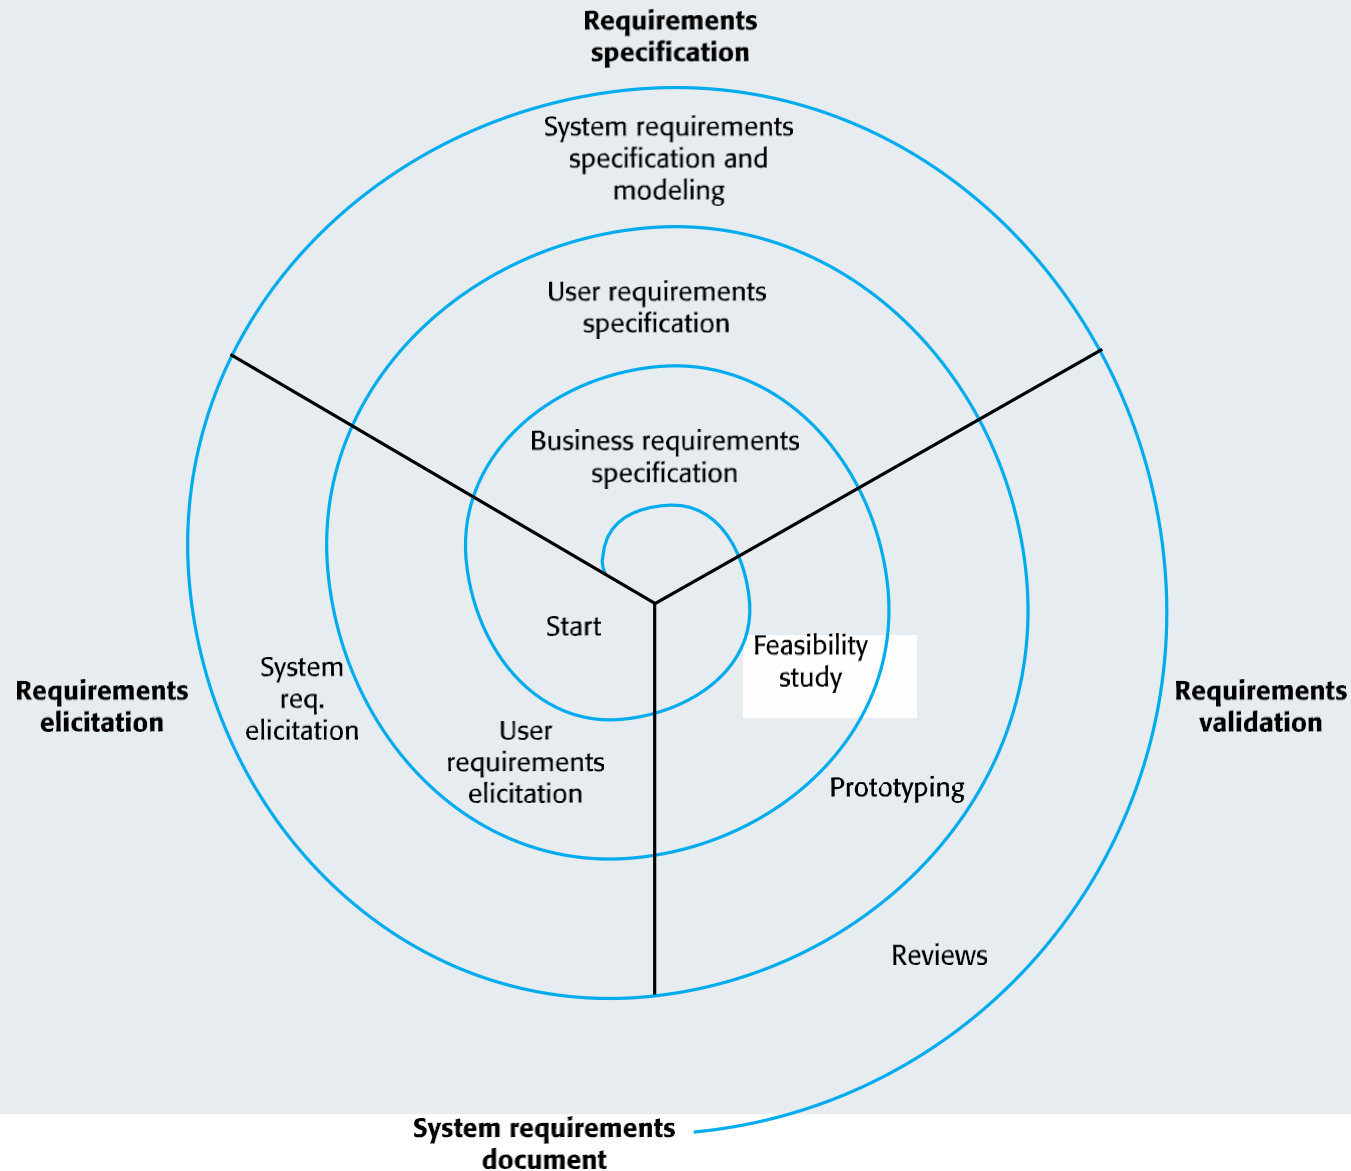 Requirements
specification
System requirements
specification and
modeling
User requirements
specification
Business requirements
specification
Start
Feasibility
study
System
req.
elicitation
Requirements
elicitation
Requirements
validation
User
requirements
elicitation
Prototyping
Reviews
System requirements
document